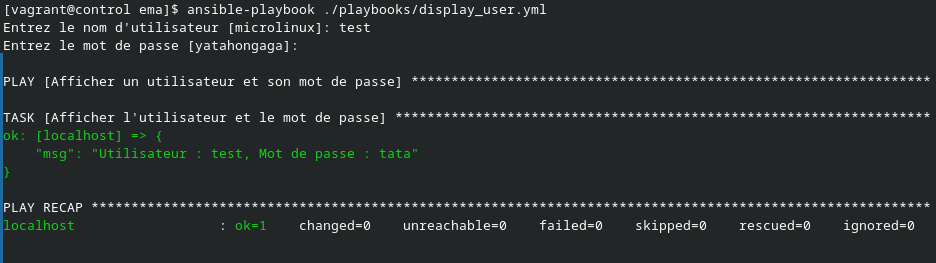 [vagrant@control ema]$ ansible-playbook ./playbooks/display_user.yml
Entrez le nom d'utilisateur [microlinux]: test
Entrez le mot de passe [yatahongaga]:
PLAY [Afficher un utilisateur et son mot de passe] *****************************************************************
TASK [Afficher l'utilisateur et le mot de passe] *******************************************************************
ok: [localhost] => {
    "msg": "Utilisateur : test, Mot de passe : tata"
}
PLAY RECAP *********************************************************************************************************
localhost                  : ok=1    changed=0    unreachable=0    failed=0    skipped=0    rescued=0    ignored=0